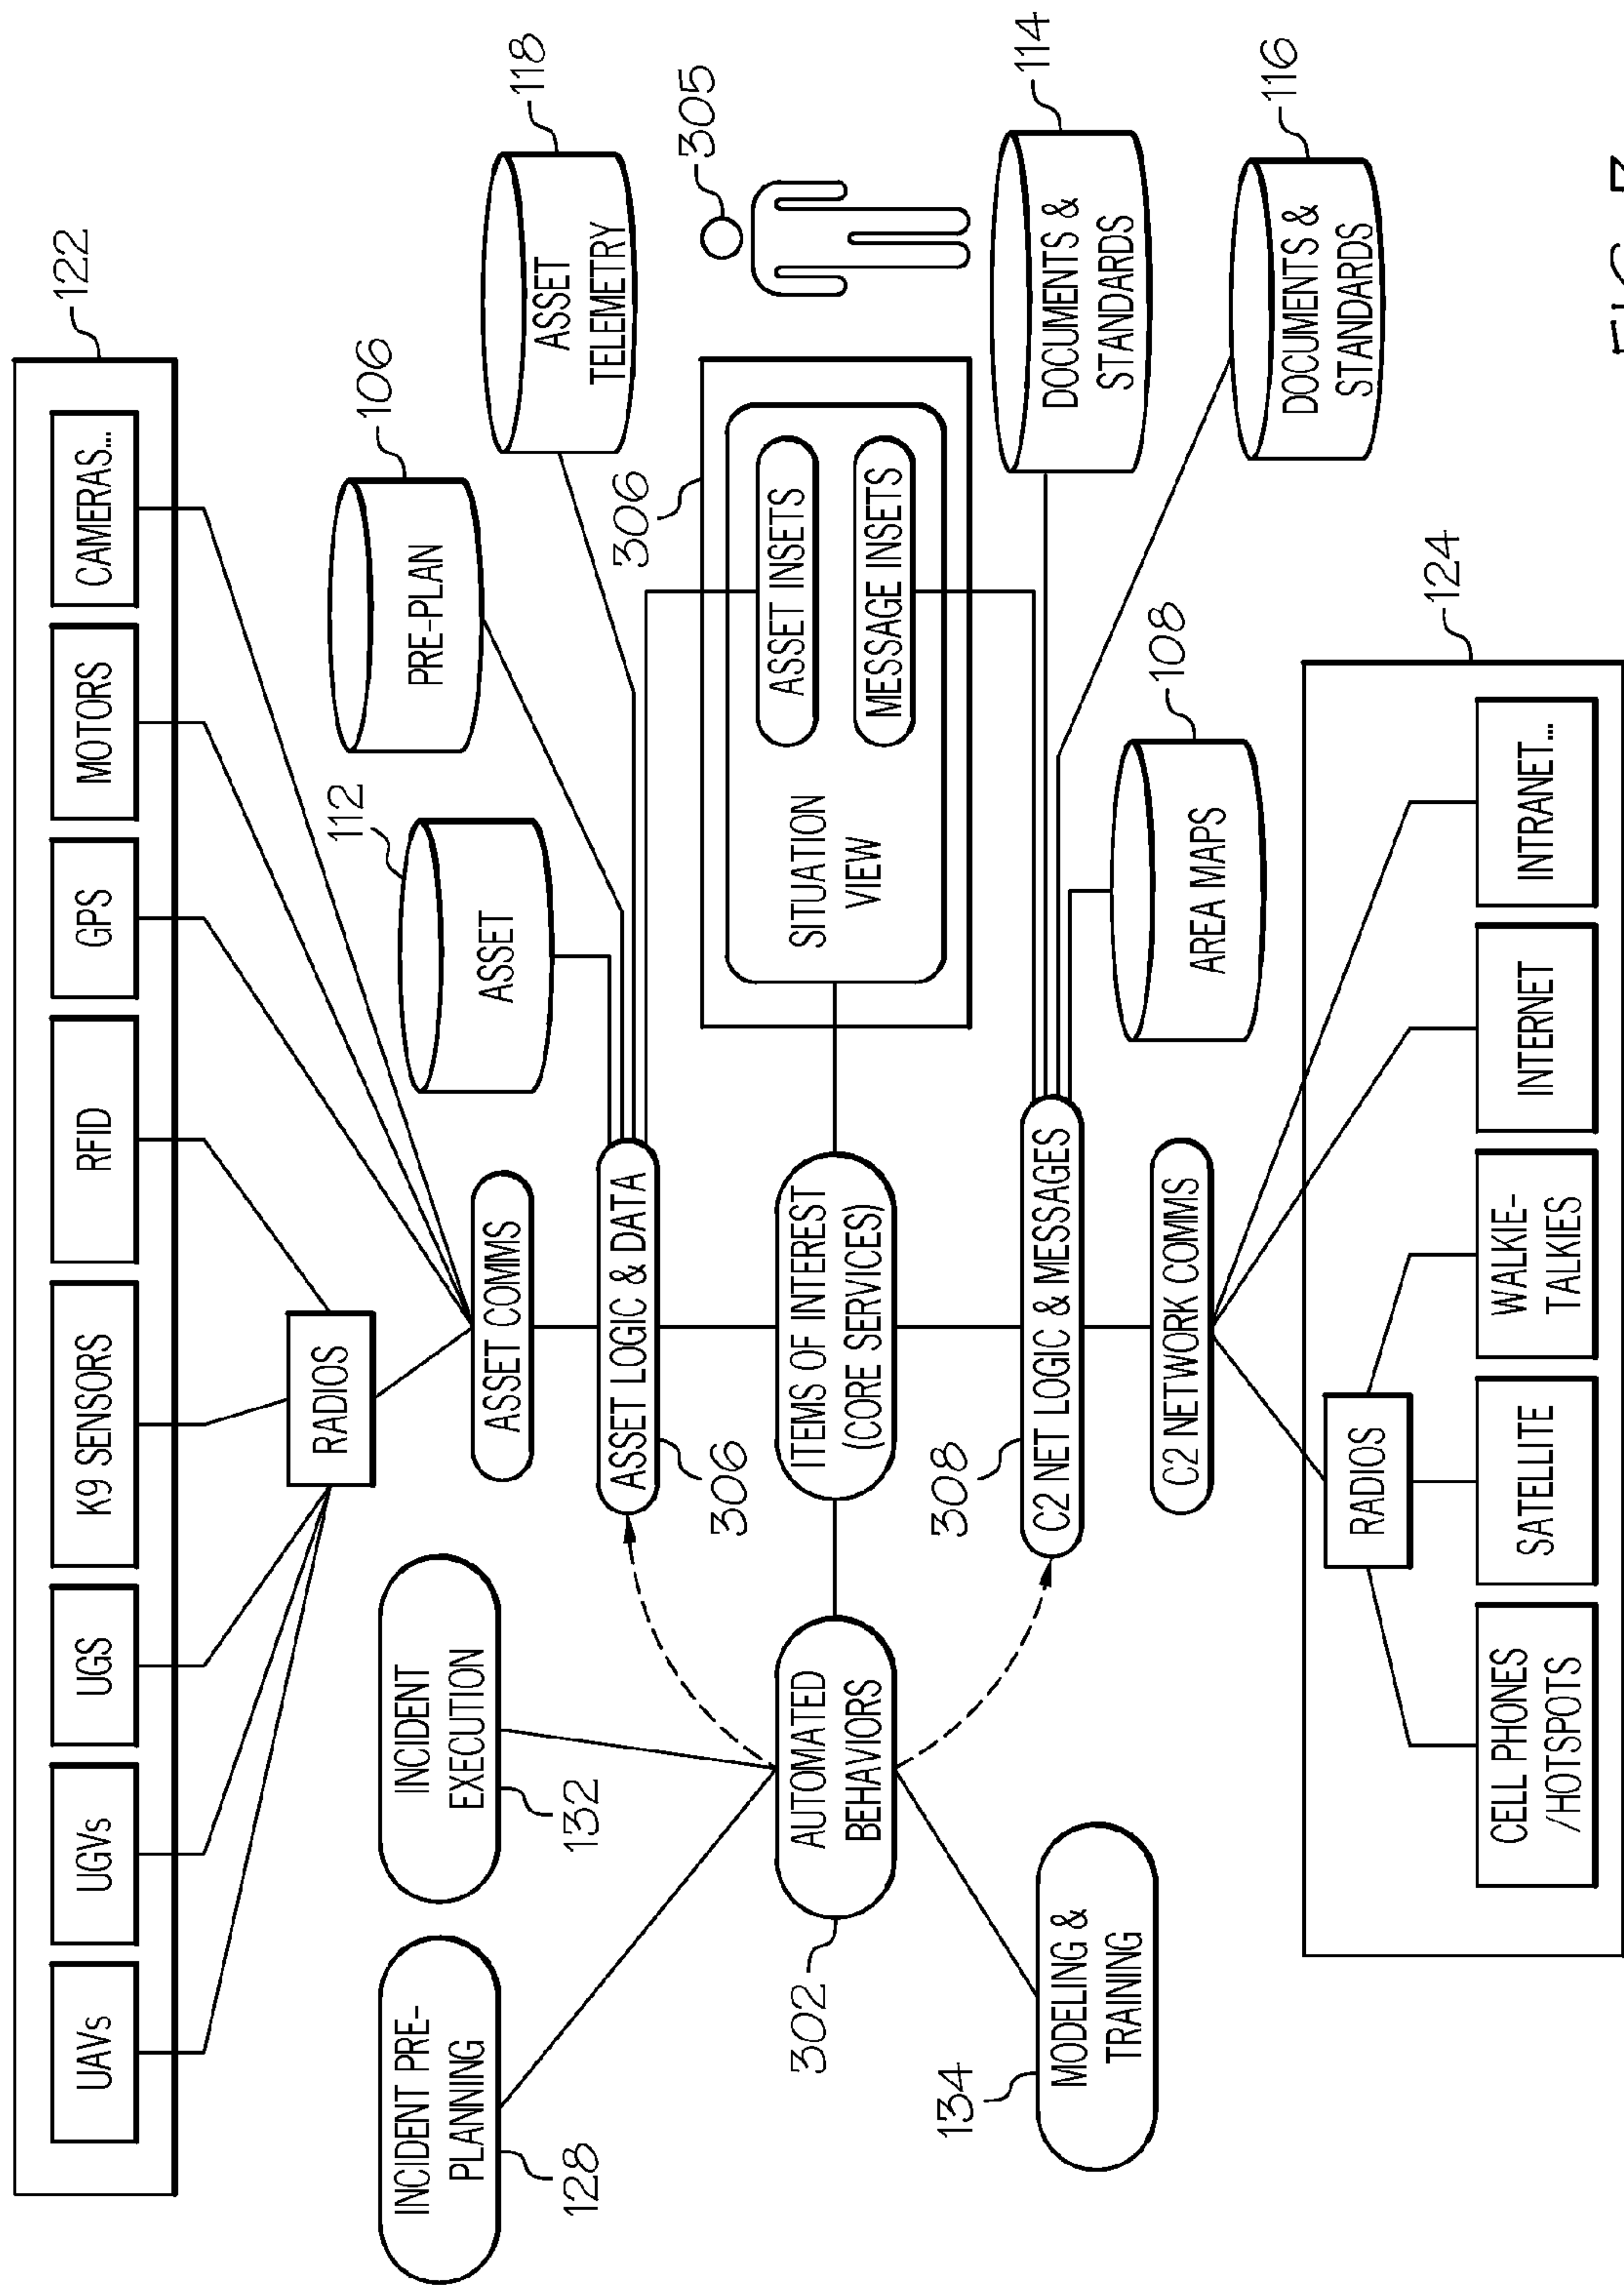 122
UAVs
UGVs
UGS
K9 SENSORS
RFID
GPS
MOTORS
CAMERAS...
RADIOS
INCIDENT PRE-
PLANNING
128
INCIDENT
EXECUTION
132
ASSET COMMS
112
ASSET
106
PRE-PLAN
118
ASSET
TELEMETRY
ASSET LOGIC & DATA
306
306
305
AUTOMATED
BEHAVIORS
302
ITEMS OF INTEREST
(CORE SERVICES)
SITUATION
VIEW
ASSET INSETS
MESSAGE INSETS
308
C2 NET LOGIC & MESSAGES
134
MODELING &
TRAINING
C2 NETWORK COMMS
108
AREA MAPS
114
DOCUMENTS &
STANDARDS
116
DOCUMENTS &
STANDARDS
124
RADIOS
CELL PHONES
/HOTSPOTS
SATELLITE
WALKIE-
TALKIES
INTERNET
INTRANET...